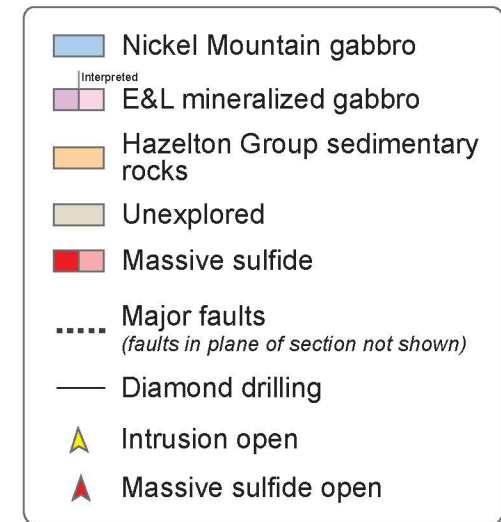 Nickel Mountain gabbro
Interpreted
E&L mineralized gabbro
Hazelton Group sedimentary
rocks
Unexplored
Massive sulfide
Major faults
(faults in plane of section not shown)
Diamond drilling
Intrusion open
Massive sulfide open